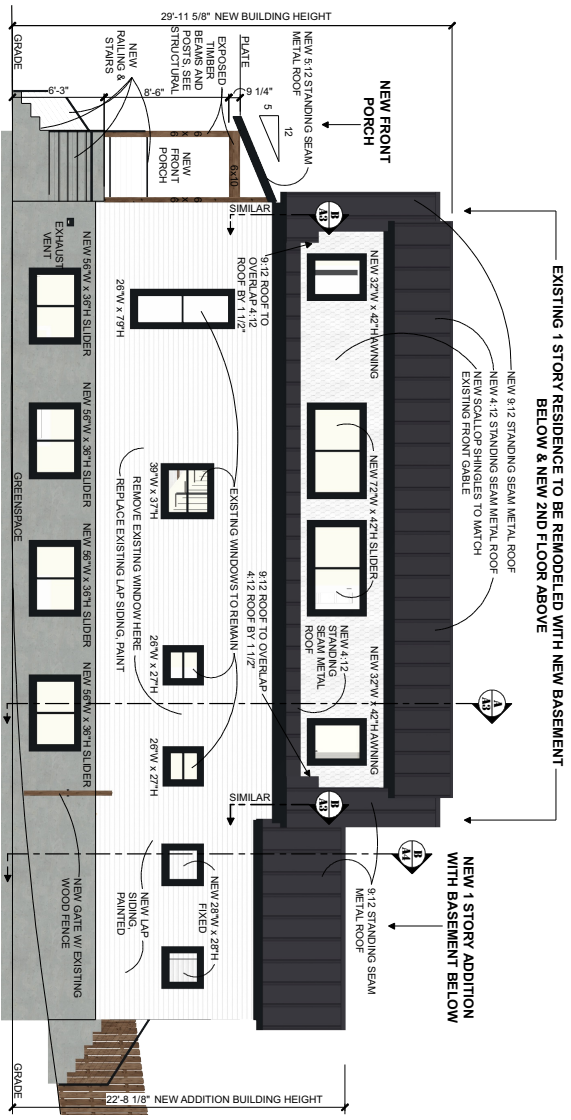 EXISTING 1 STORY RESIDENCE TO BE REMODELED WITH NEW BASEMENT
BELOW & NEW 2ND FLOOR ABOVE
NEW 1 STORY ADDITION
WITH BASEMENT BELOW
NEW FRONT
PORCH
NEW 9:12 STANDING SEAM METAL ROOF
NEW 4:12 STANDING SEAM METAL ROOF
NEW SCALLOP SHINGLES TO MATCH
EXISTING FRONT GABLE
NEW 5:12 STANDING SEAM
METAL ROOF
12
5
9:12 STANDING SEAM
METAL ROOF
A
A3
B
A3
B
A3
B
A4
NEW 32"W x 42"H AWNING
NEW 72"W x 42"H SLIDER
NEW 4:12
STANDING
SEAM METAL
ROOF
NEW 32"W x 42"H AWNING
SIMILAR
SIMILAR
9:12 ROOF TO
OVERLAP 4:12
ROOF BY 1 1/2"
9:12 ROOF TO OVERLAP
4:12 ROOF BY 1 1/2"
29'-11 5/8" NEW BUILDING HEIGHT
PLATE
9 1/4"
EXPOSED
TIMBER
BEAMS AND
POSTS, SEE
STRUCTURAL
8'-6"
NEW
RAILING &
STAIRS
6'-3"
GRADE
6x10
6 x 6
6 x 6
NEW
FRONT
PORCH
26"W x 79"H
EXISTING WINDOWS TO REMAIN
39"W x 37"H
REMOVE EXISTING WINDOW HERE
REPLACE EXISTING LAP SIDING, PAINT
26"W x 27"H
26"W x 27"H
NEW 28"W x 28"H
FIXED
NEW LAP
SIDING,
PAINTED
EXHAUST
VENT
NEW 56"W x 36"H SLIDER
NEW 56"W x 36"H SLIDER
NEW 56"W x 36"H SLIDER
NEW 56"W x 36"H SLIDER
NEW GATE W/ EXISTING
WOOD FENCE
GREENSPACE
GRADE
22'-8 1/8" NEW ADDITION BUILDING HEIGHT